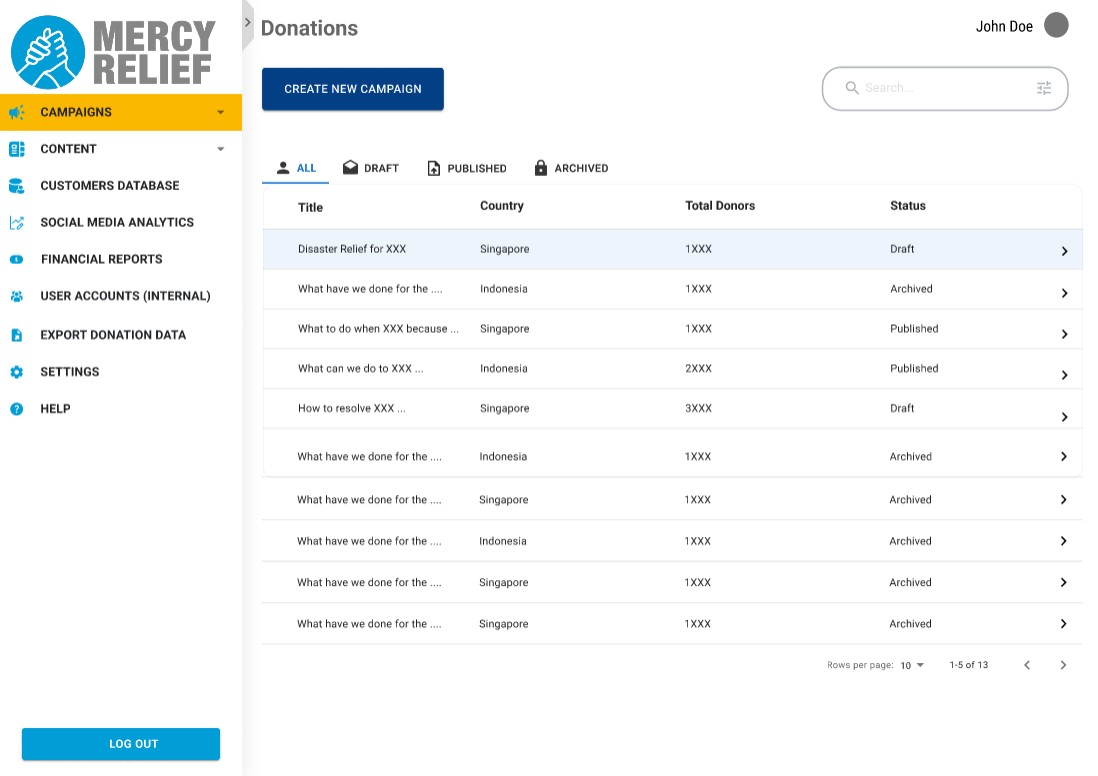 MERCY
RELIEF
CAMPAIGNS
CONTENT
CUSTOMERS DATABASE
SOCIAL MEDIA ANALYTICS
FINANCIAL REPORTS
USER ACCOUNTS (INTERNAL)
EXPORT DONATION DATA
SETTINGS
HELP
LOG OUT
Donations
John Doe
CREATE NEW CAMPAIGN
Search...
ALL DRAFT PUBLISHED ARCHIVED
Title Country Total Donors Status
Disaster Relief for XXX Singapore 1XXX Draft
What have we done for the .... Indonesia 1XXX Archived
What to do when XXX because ... Singapore 1XXX Published
What can we do to XXX ... Indonesia 2XXX Published
How to resolve XXX ... Singapore 3XXX Draft
What have we done for the .... Indonesia 1XXX Archived
What have we done for the .... Singapore 1XXX Archived
What have we done for the .... Indonesia 1XXX Archived
What have we done for the .... Singapore 1XXX Archived
What have we done for the .... Singapore 1XXX Archived
Rows per page: 10 1-5 of 13